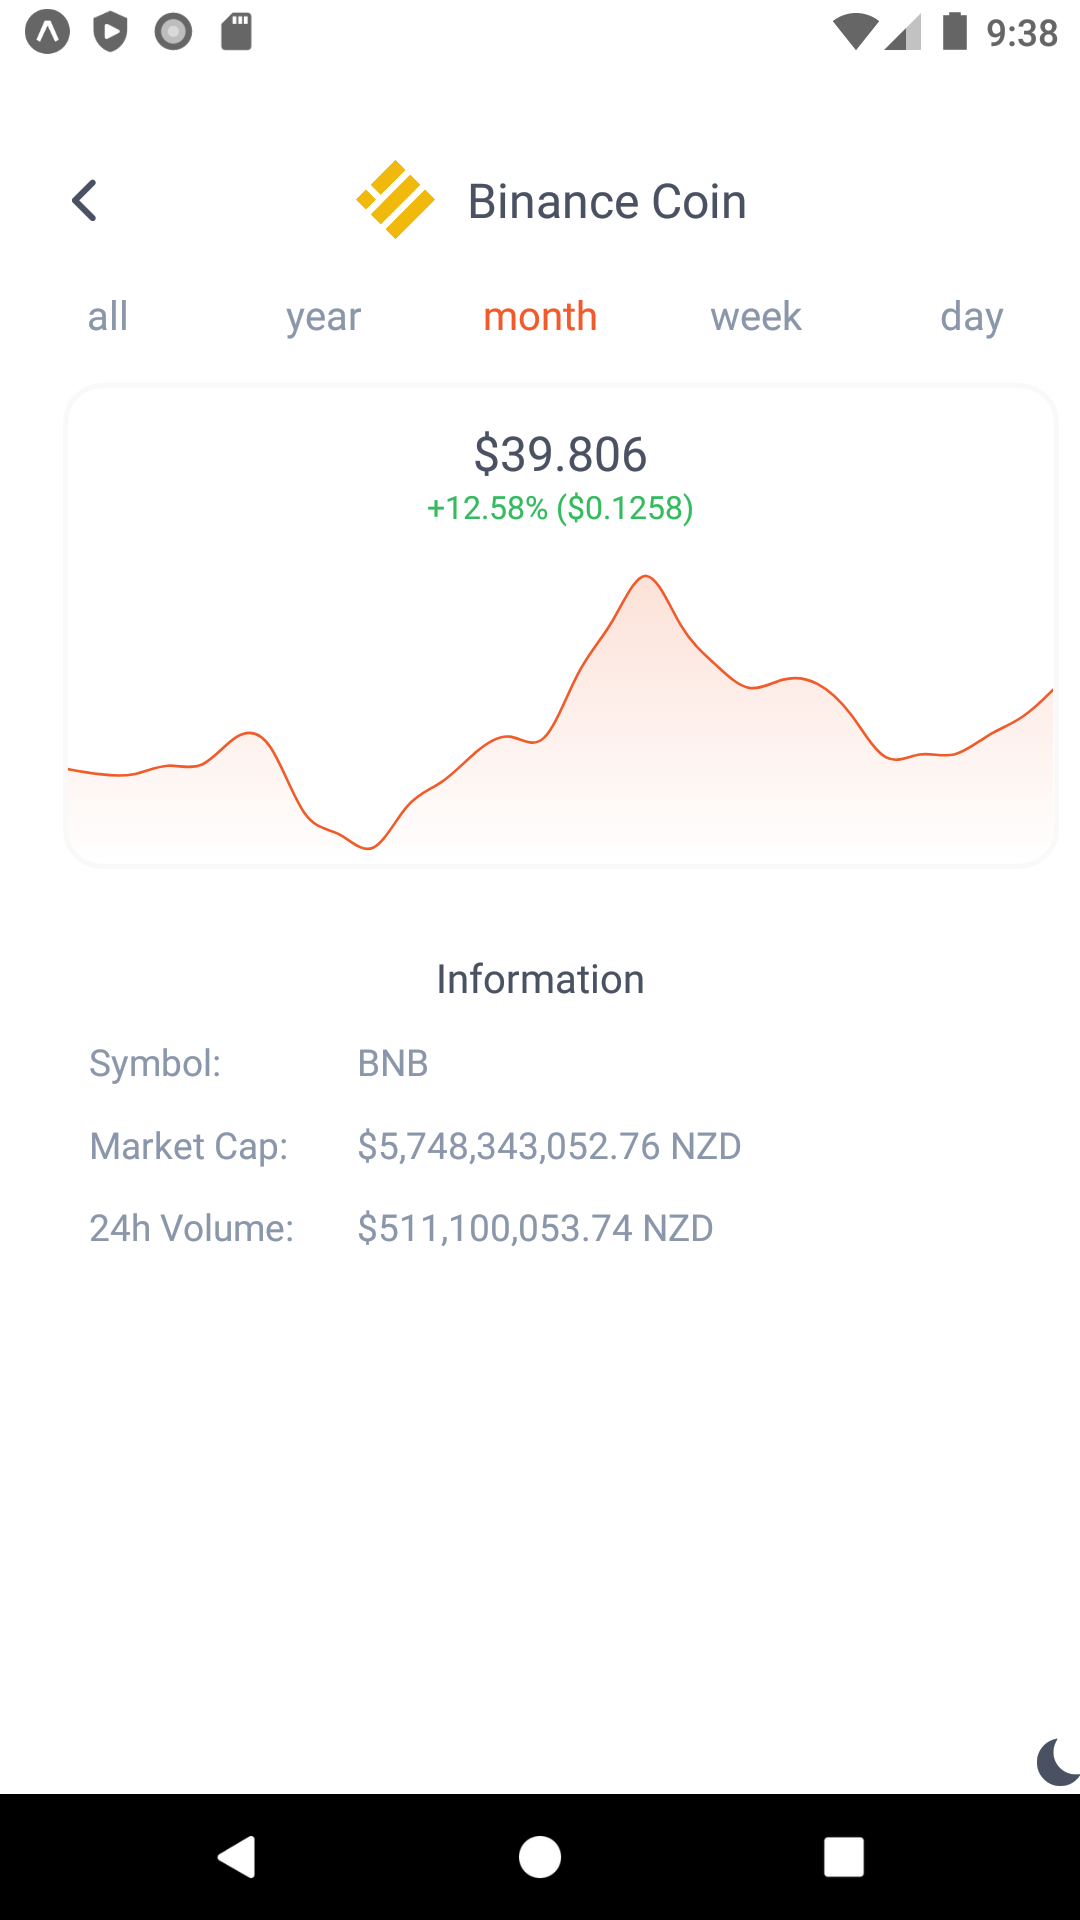 9:38
Binance Coin
all year month week day
$39.806
+12.58% ($0.1258)
Information
Symbol: BNB
Market Cap: $5,748,343,052.76 NZD
24h Volume: $511,100,053.74 NZD